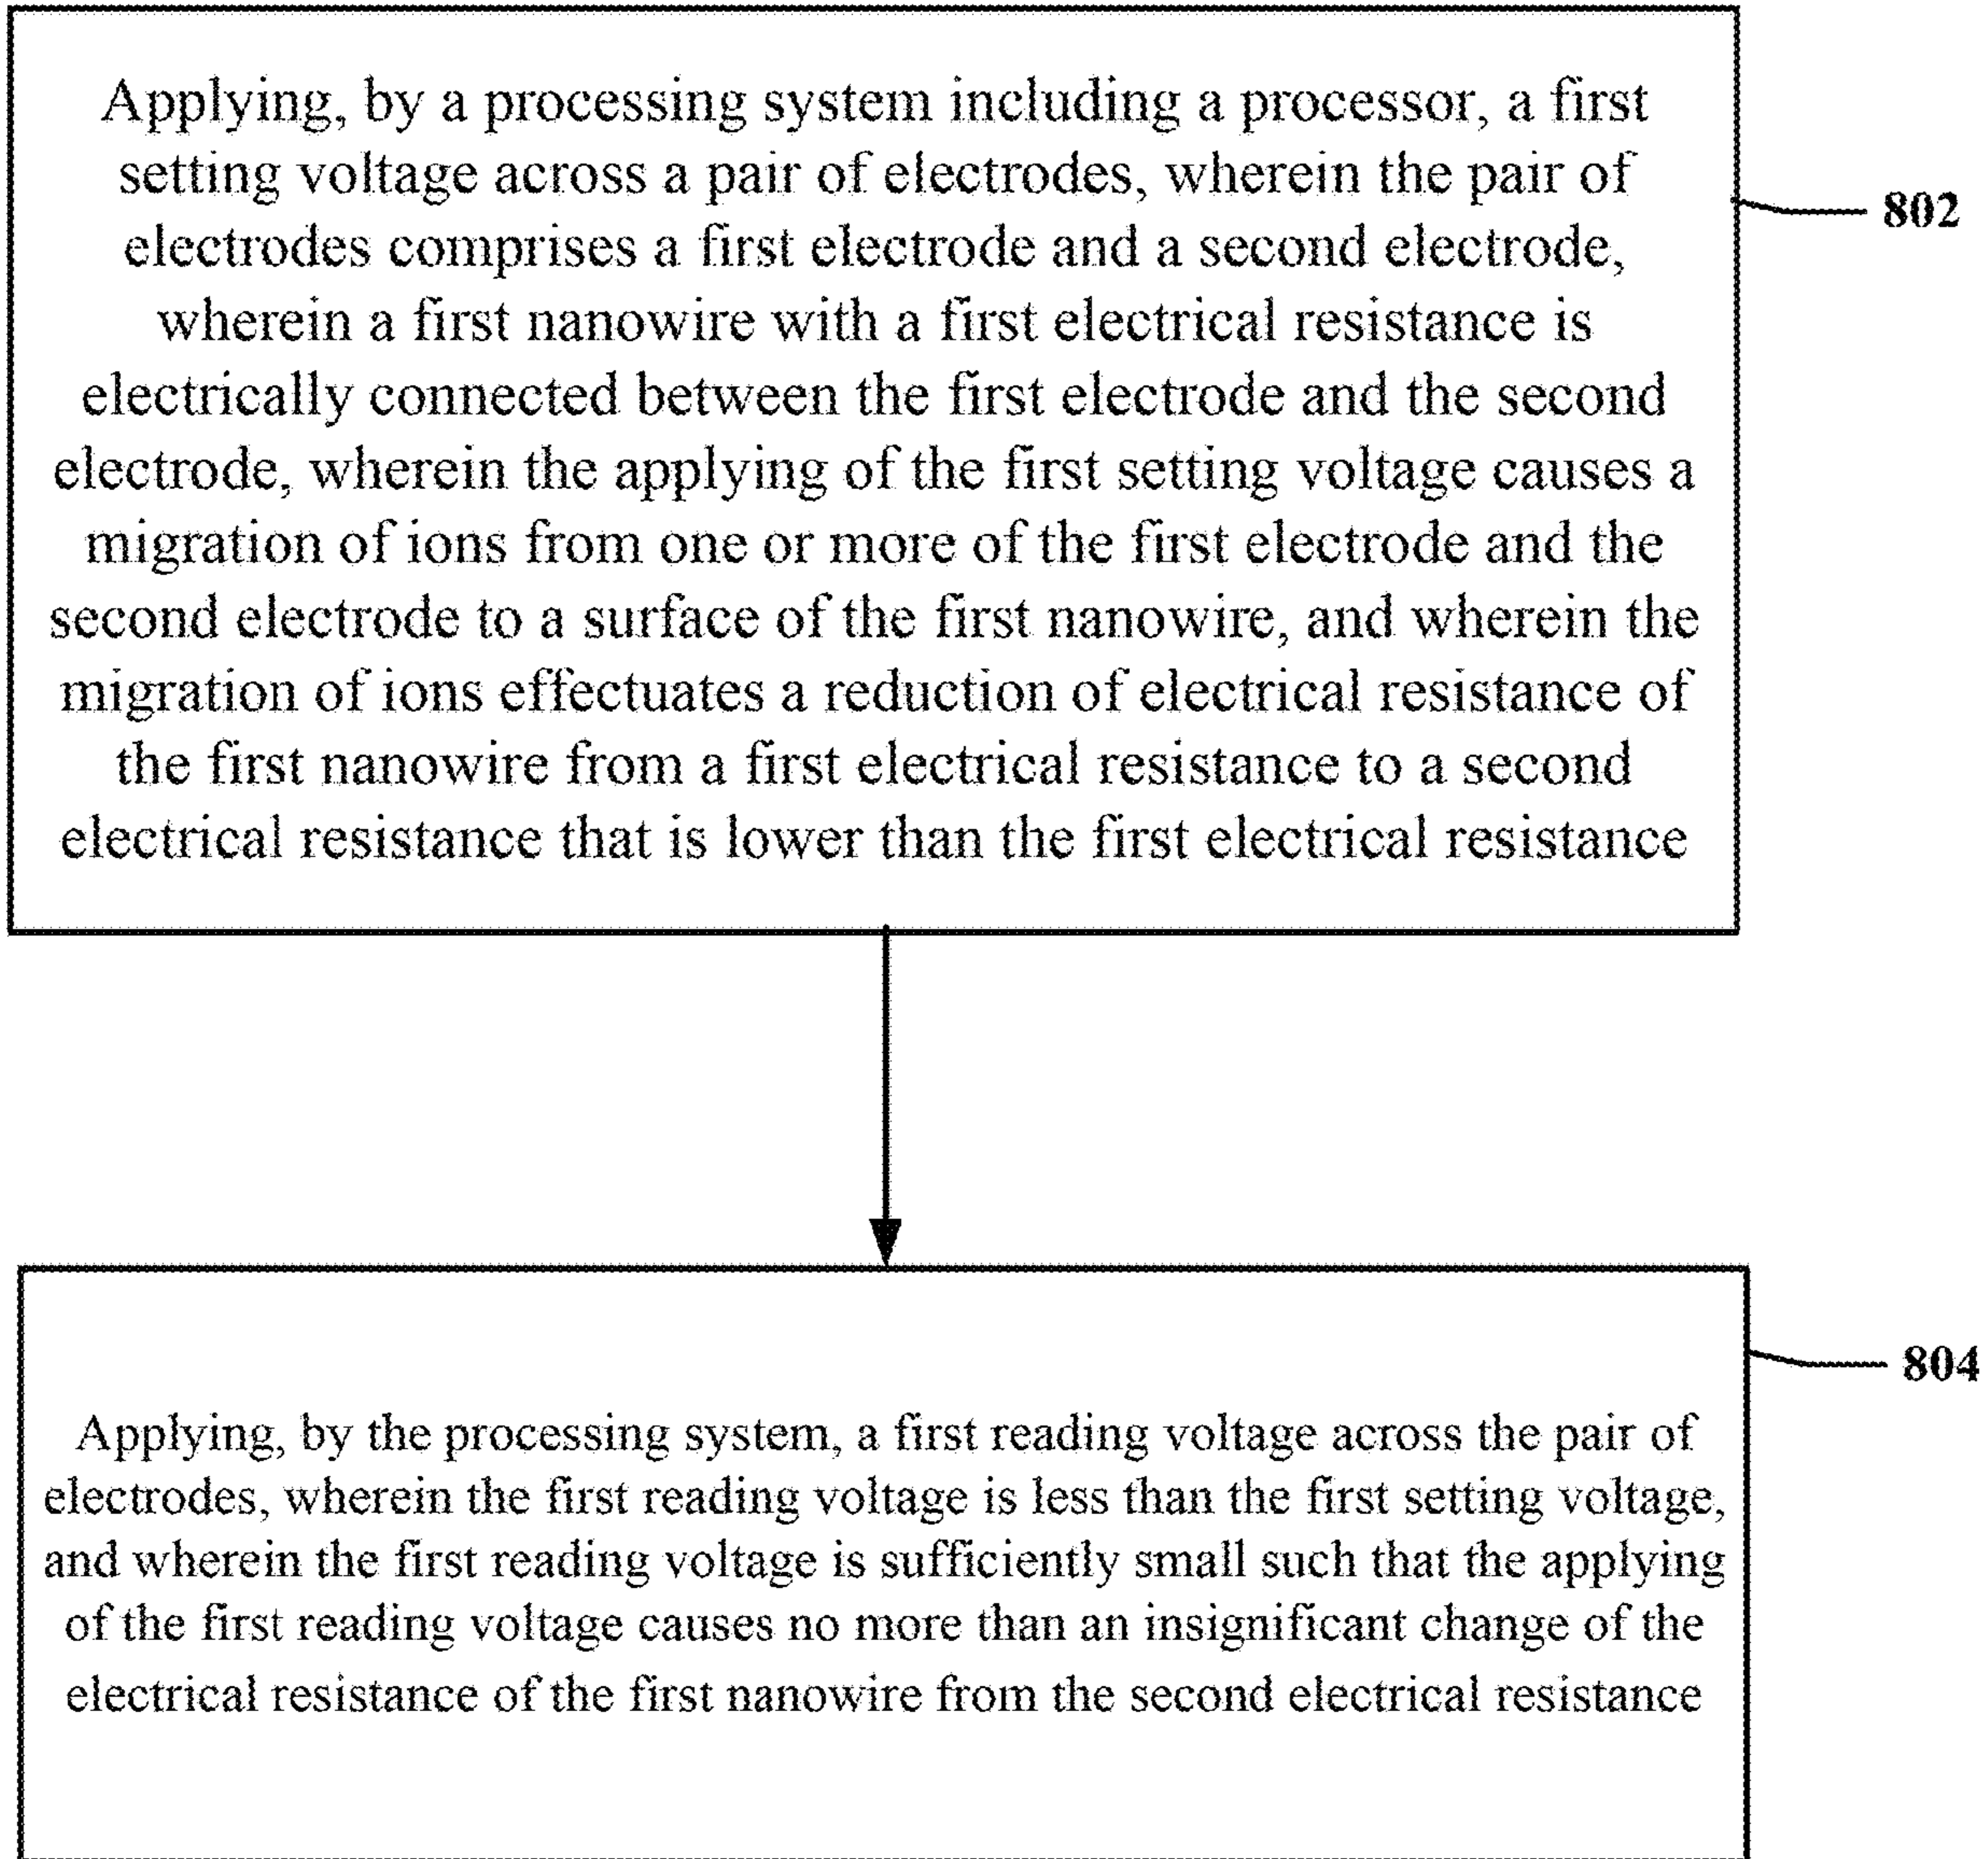 Applying, by a processing system including a processor, a first
setting voltage across a pair of electrodes, wherein the pair of
electrodes comprises a first electrode and a second electrode,
wherein a first nanowire with a first electrical resistance is
electrically connected between the first electrode and the second
electrode, wherein the applying of the first setting voltage causes a
migration of ions from one or more of the first electrode and the
second electrode to a surface of the first nanowire, and wherein the
migration of ions effectuates a reduction of electrical resistance of
the first nanowire from a first electrical resistance to a second
electrical resistance that is lower than the first electrical resistance
802
Applying, by the processing system, a first reading voltage across the pair of
electrodes, wherein the first reading voltage is less than the first setting voltage,
and wherein the first reading voltage is sufficiently small such that the applying
of the first reading voltage causes no more than an insignificant change of the
electrical resistance of the first nanowire from the second electrical resistance
804